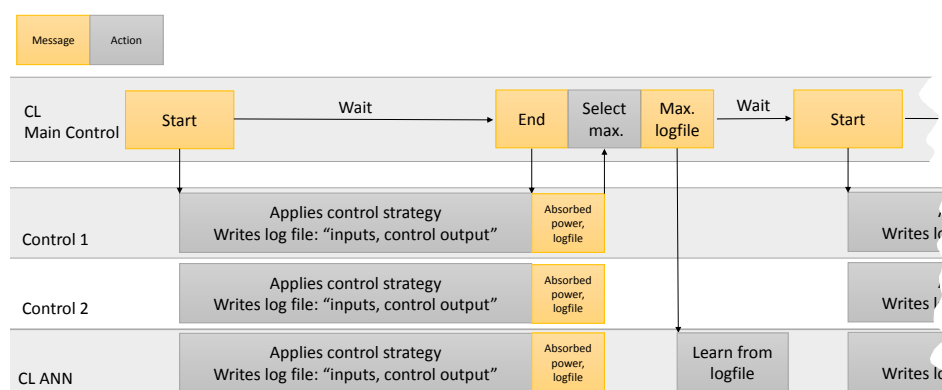 Message
Action
CL
Main Control
Start
Wait
End
Select
max.
Max.
logfile
Wait
Start
Control 1
Applies control strategy
Writes log file: “inputs, control output”
Absorbed
power,
logfile
Writes
Control 2
Applies control strategy
Writes log file: “inputs, control output”
Absorbed
power,
logfile
Writes
CL ANN
Applies control strategy
Writes log file: “inputs, control output”
Absorbed
power,
logfile
Learn from
logfile
Writes